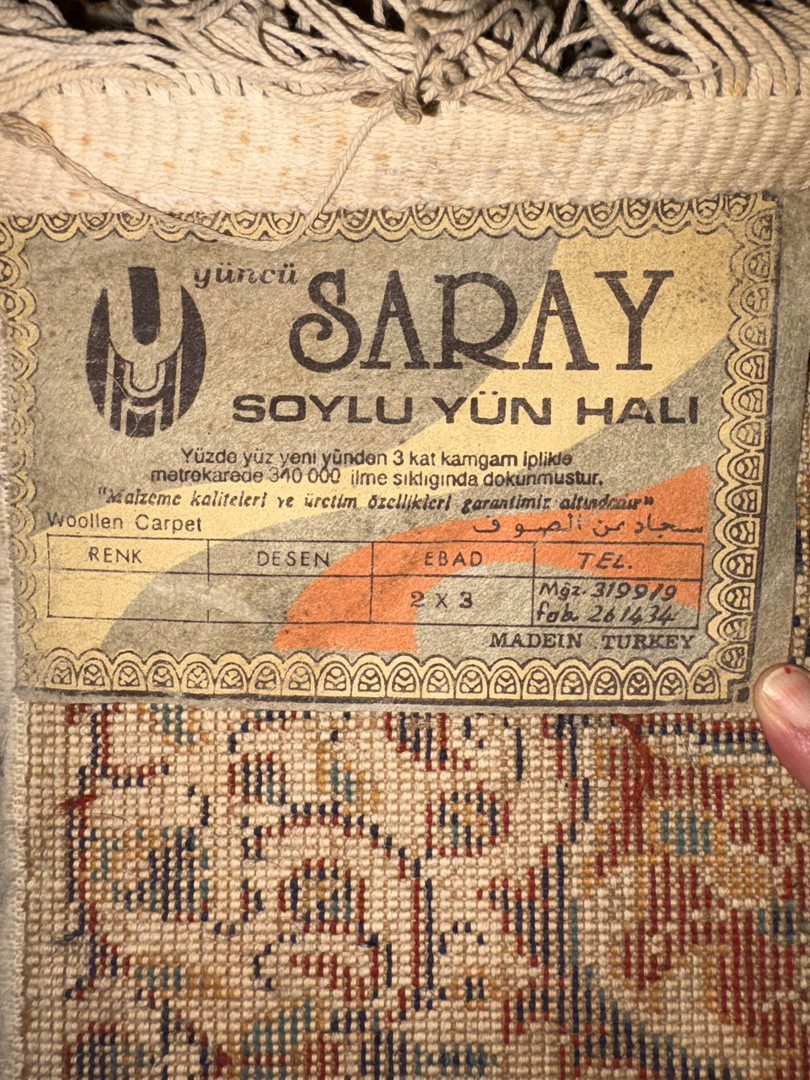 yüncü SARAY
SOYLU YÜN HALI
Yüzde yüz yeni yünden 3 kat kamgarn iplikle
metrekarede 340 000 ilme sıklığında dokunmuştur.
"Malzeme kaliteleri ve üretim özellikleri garantimiz altındadır"
Woollen Carpet سجاد من الصوف
RENK DESEN EBAD TEL.
2 X 3 Mğz. 319919
fab. 261434
MADEIN TURKEY